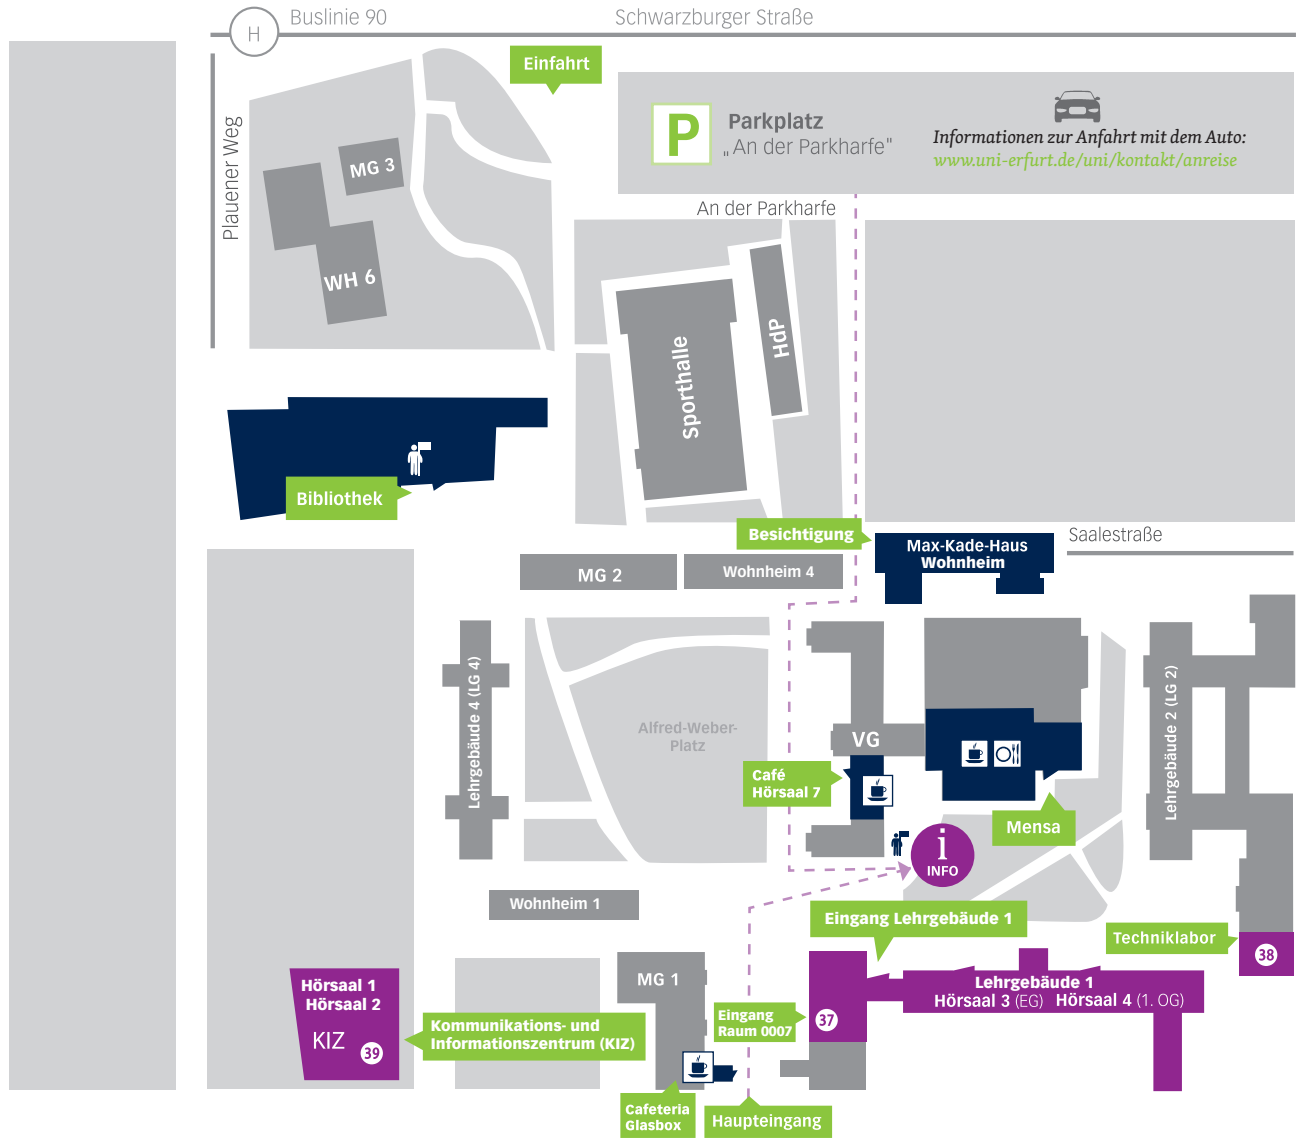 Buslinie 90
Schwarzburger Straße
H
Einfahrt
P
Parkplatz
„An der Parkharfe"
Informationen zur Anfahrt mit dem Auto:
www.uni-erfurt.de/uni/kontakt/anreise
Plauener Weg
MG 3
WH 6
An der Parkharfe
Sporthalle
HdP
Bibliothek
Besichtigung
Max-Kade-Haus
Wohnheim
Saalestraße
MG 2
Wohnheim 4
Lehrgebäude 4 (LG 4)
Alfred-Weber-
Platz
VG
Café
Hörsaal 7
Mensa
Lehrgebäude 2 (LG 2)
i
INFO
Wohnheim 1
Eingang Lehrgebäude 1
Techniklabor
38
Hörsaal 1
Hörsaal 2
KIZ
39
Kommunikations- und
Informationszentrum (KIZ)
MG 1
Eingang
Raum 0007
37
Lehrgebäude 1
Hörsaal 3 (EG) Hörsaal 4 (1. OG)
Cafeteria
Glasbox
Haupteingang